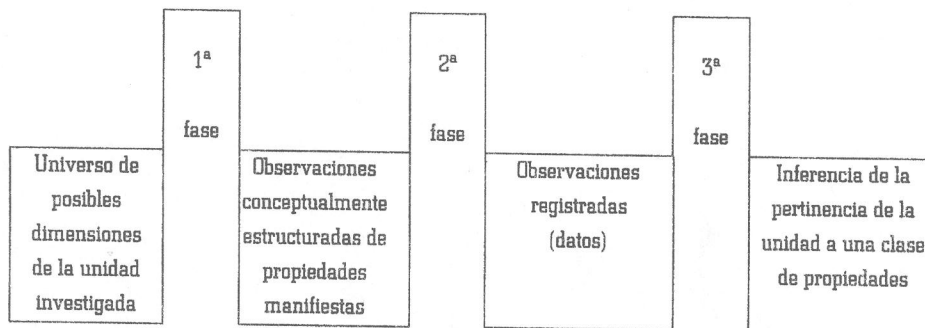 1ª
fase
2ª
fase
3ª
fase
Universo de
posibles
dimensiones
de la unidad
investigada
Observaciones
conceptualmente
estructuradas de
propiedades
manifiestas
Observaciones
registradas
(datos)
Inferencia de la
pertinencia de la
unidad a una clase
de propiedades